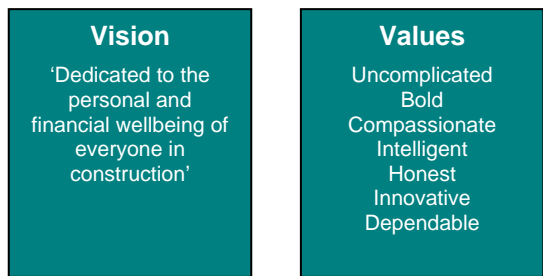 Vision
‘Dedicated to the
personal and
financial wellbeing of
everyone in
construction’
Values
Uncomplicated
Bold
Compassionate
Intelligent
Honest
Innovative
Dependable